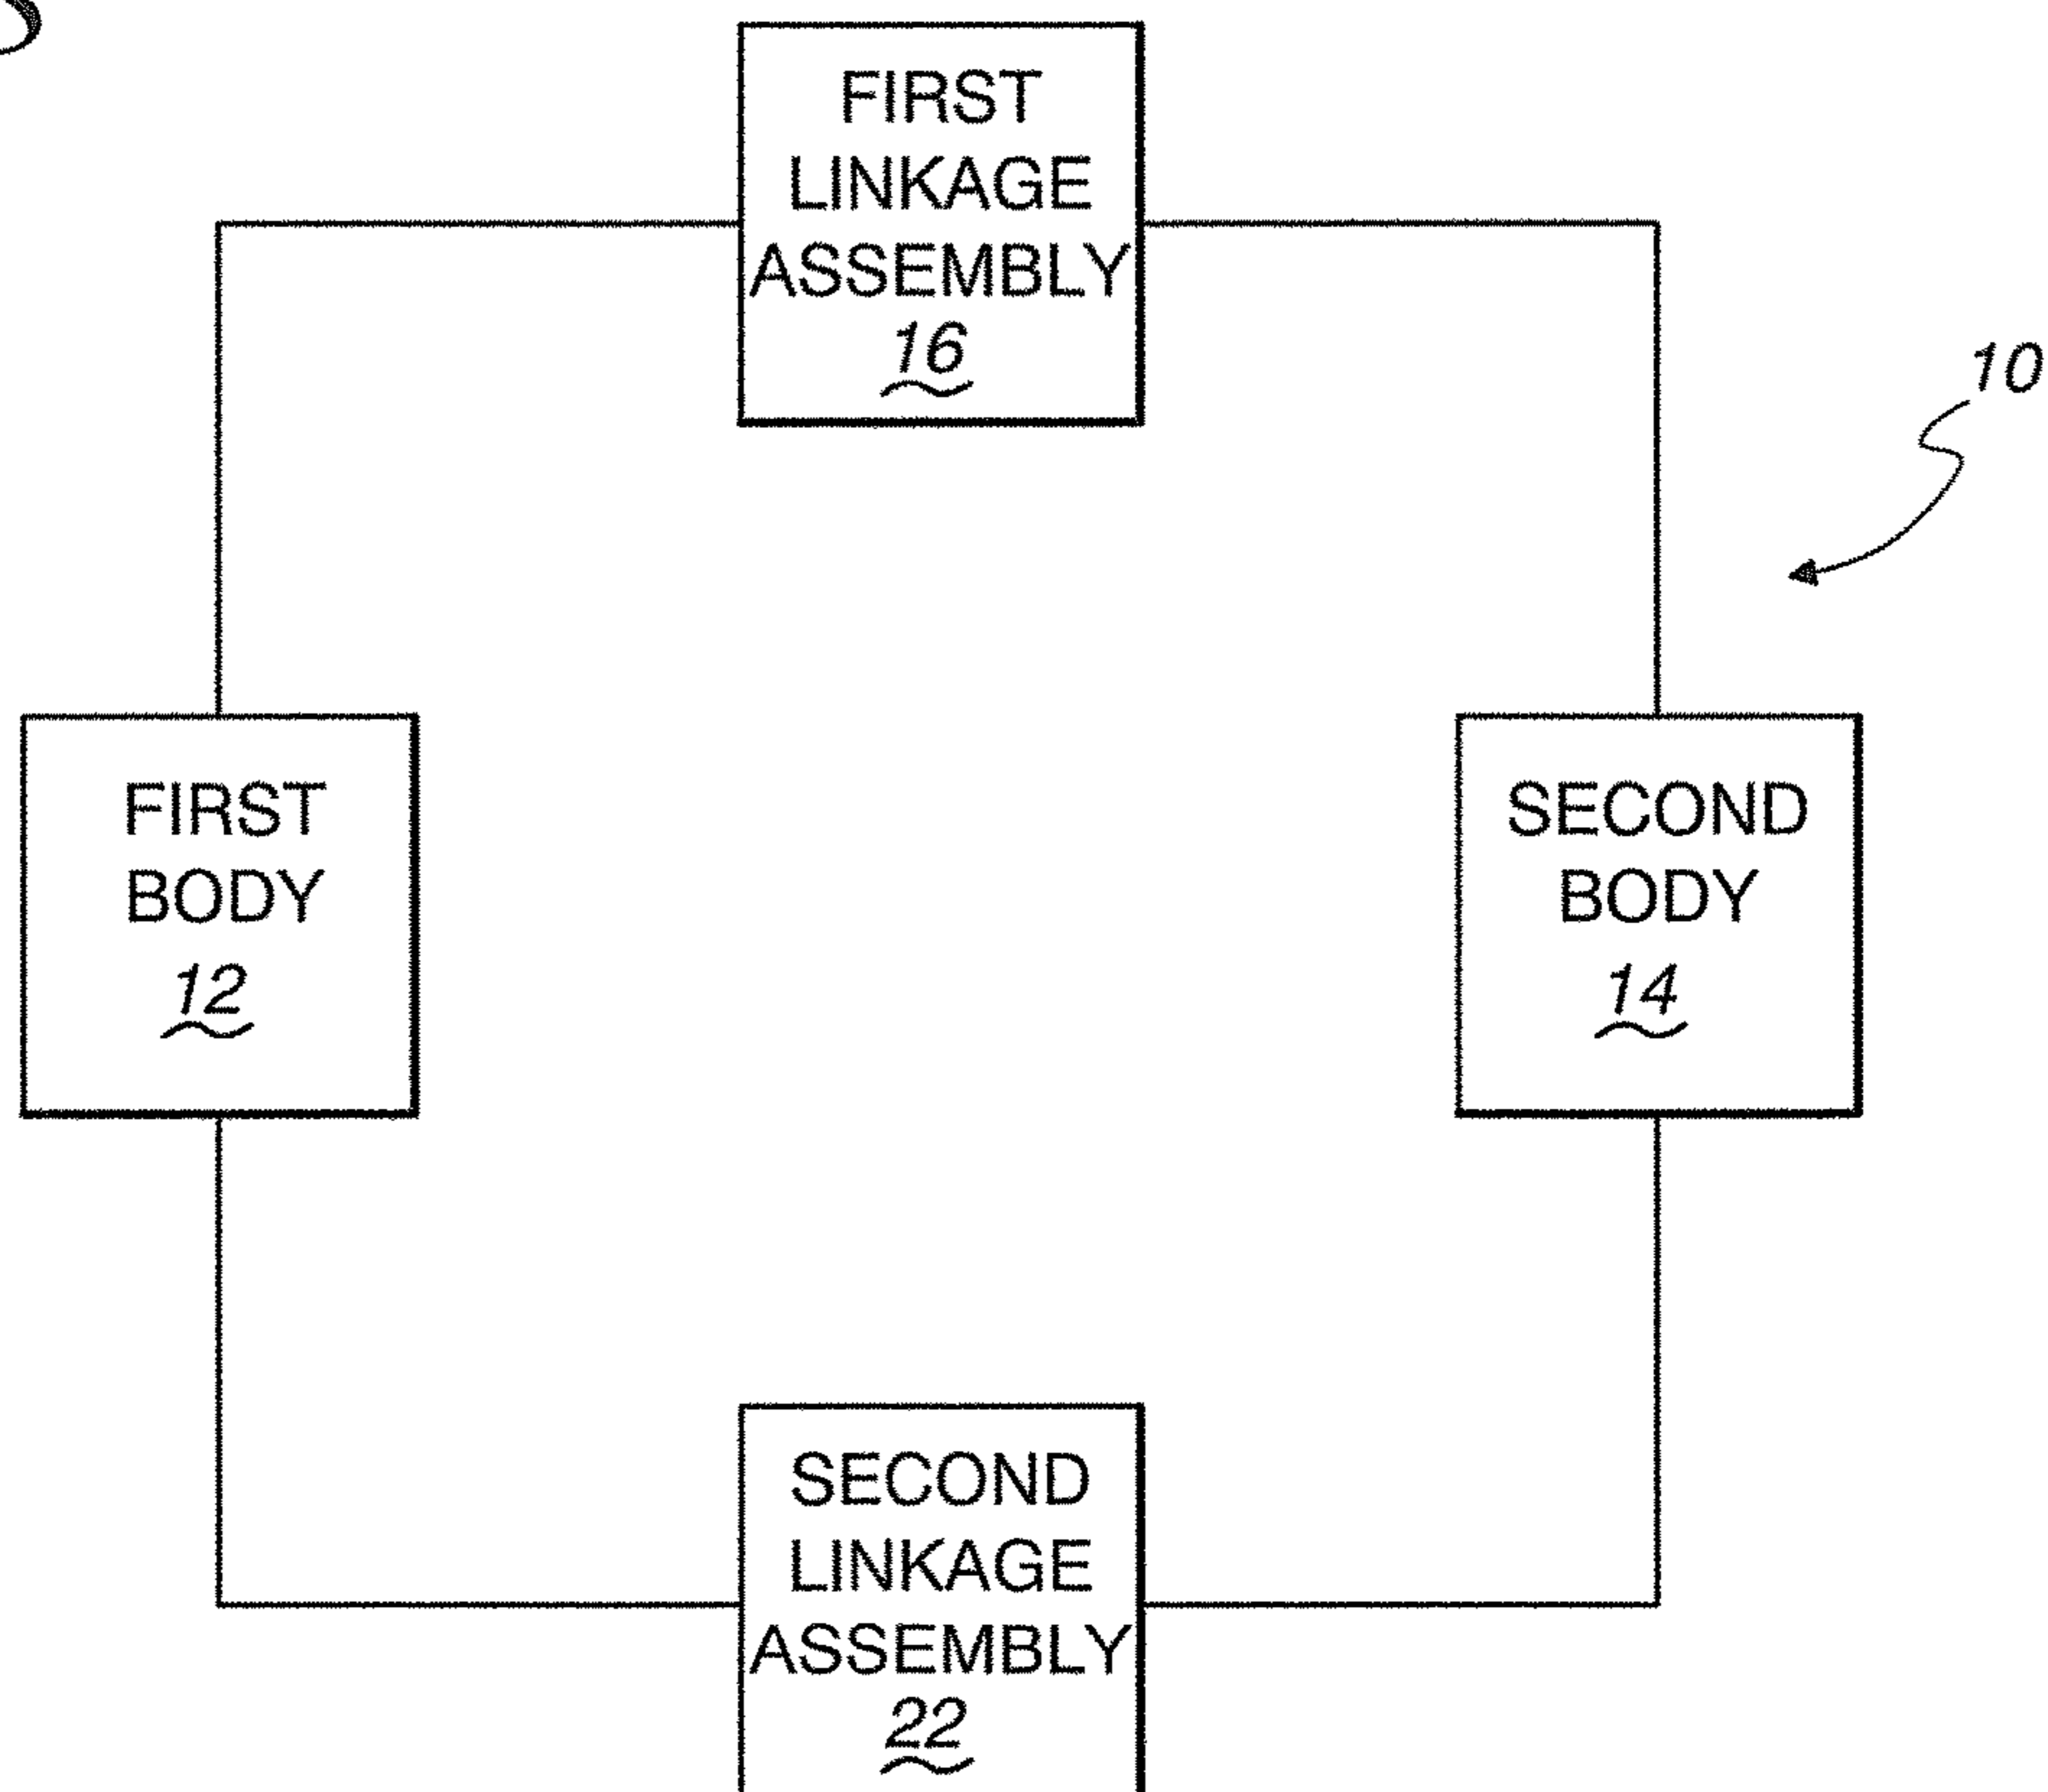 FIRST
LINKAGE
ASSEMBLY
16
10
FIRST
BODY
12
SECOND
BODY
14
SECOND
LINKAGE
ASSEMBLY
22